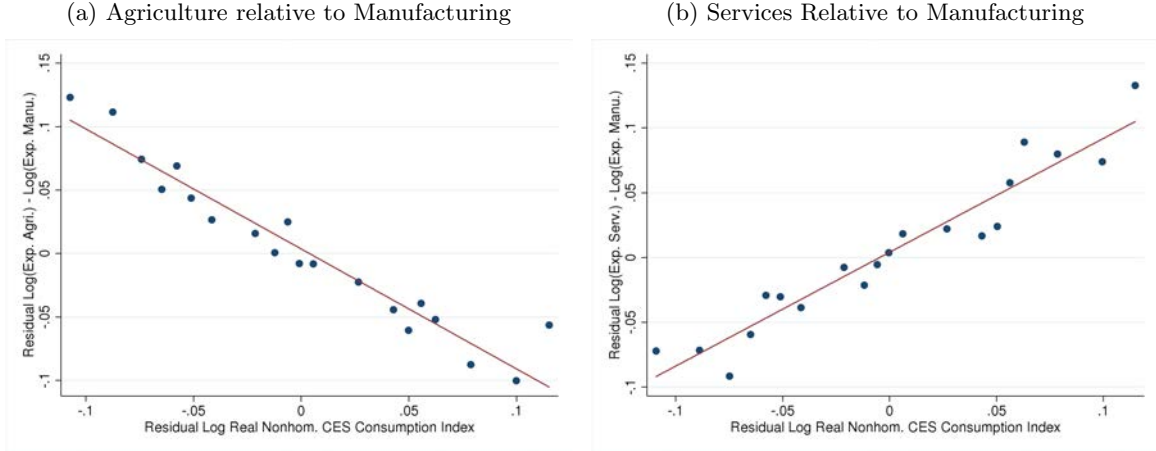 (a) Agriculture relative to Manufacturing
Residual Log(Exp. Agri.) - Log(Exp. Manu.)
.15
.1
.05
0
-.05
-.1
-.1 -.05 0 .05 .1
Residual Log Real Nonhom. CES Consumption Index
(b) Services Relative to Manufacturing
Residual Log(Exp. Serv.) - Log(Exp. Manu.)
.15
.1
.05
0
-.05
-.1
-.1 -.05 0 .05 .1
Residual Log Real Nonhom. CES Consumption Index